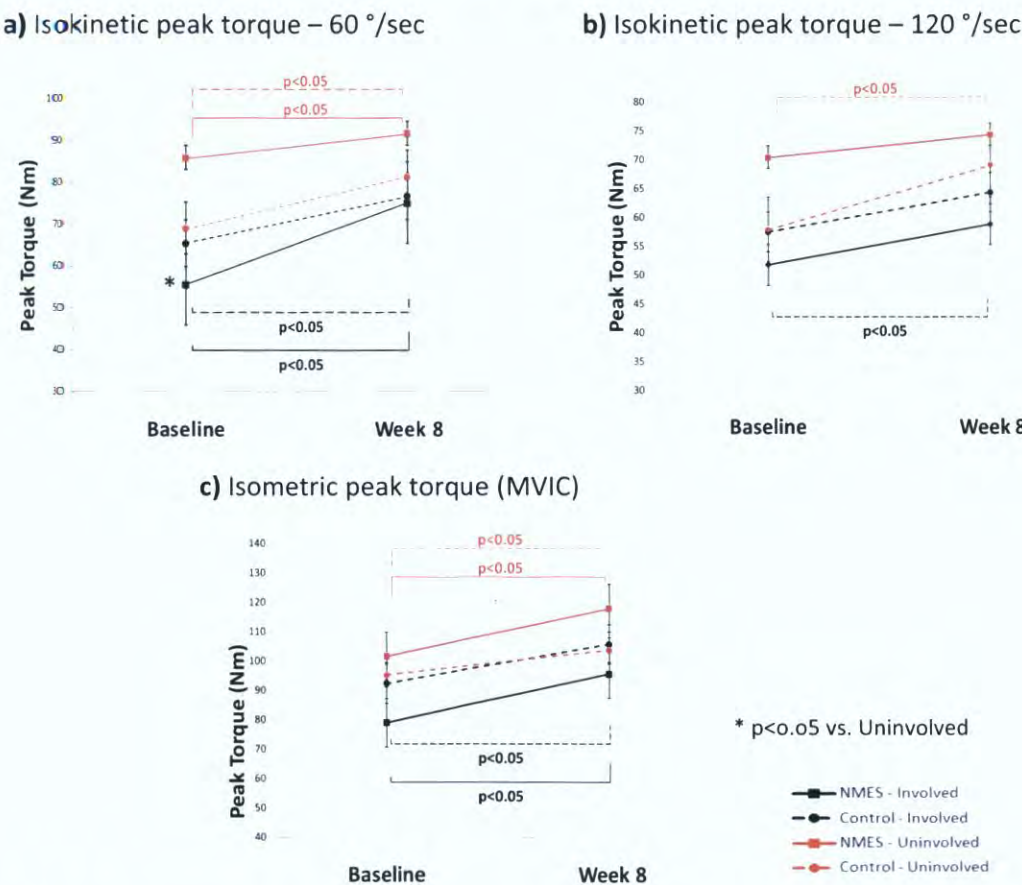 a) Isokinetic peak torque – 60 °/sec
p<0.05
p<0.05
100
90
80
70
60
50
40
30
Peak Torque (Nm)
*
p<0.05
p<0.05
Baseline Week 8
b) Isokinetic peak torque – 120 °/sec
p<0.05
80
75
70
65
60
55
50
45
40
35
30
Peak Torque (Nm)
p<0.05
Baseline Week 8
c) Isometric peak torque (MVIC)
p<0.05
p<0.05
140
130
120
110
100
90
80
70
60
50
40
Peak Torque (Nm)
p<0.05
p<0.05
Baseline Week 8
* p<0.05 vs. Uninvolved
NMES - Involved
Control - Involved
NMES - Uninvolved
Control - Uninvolved